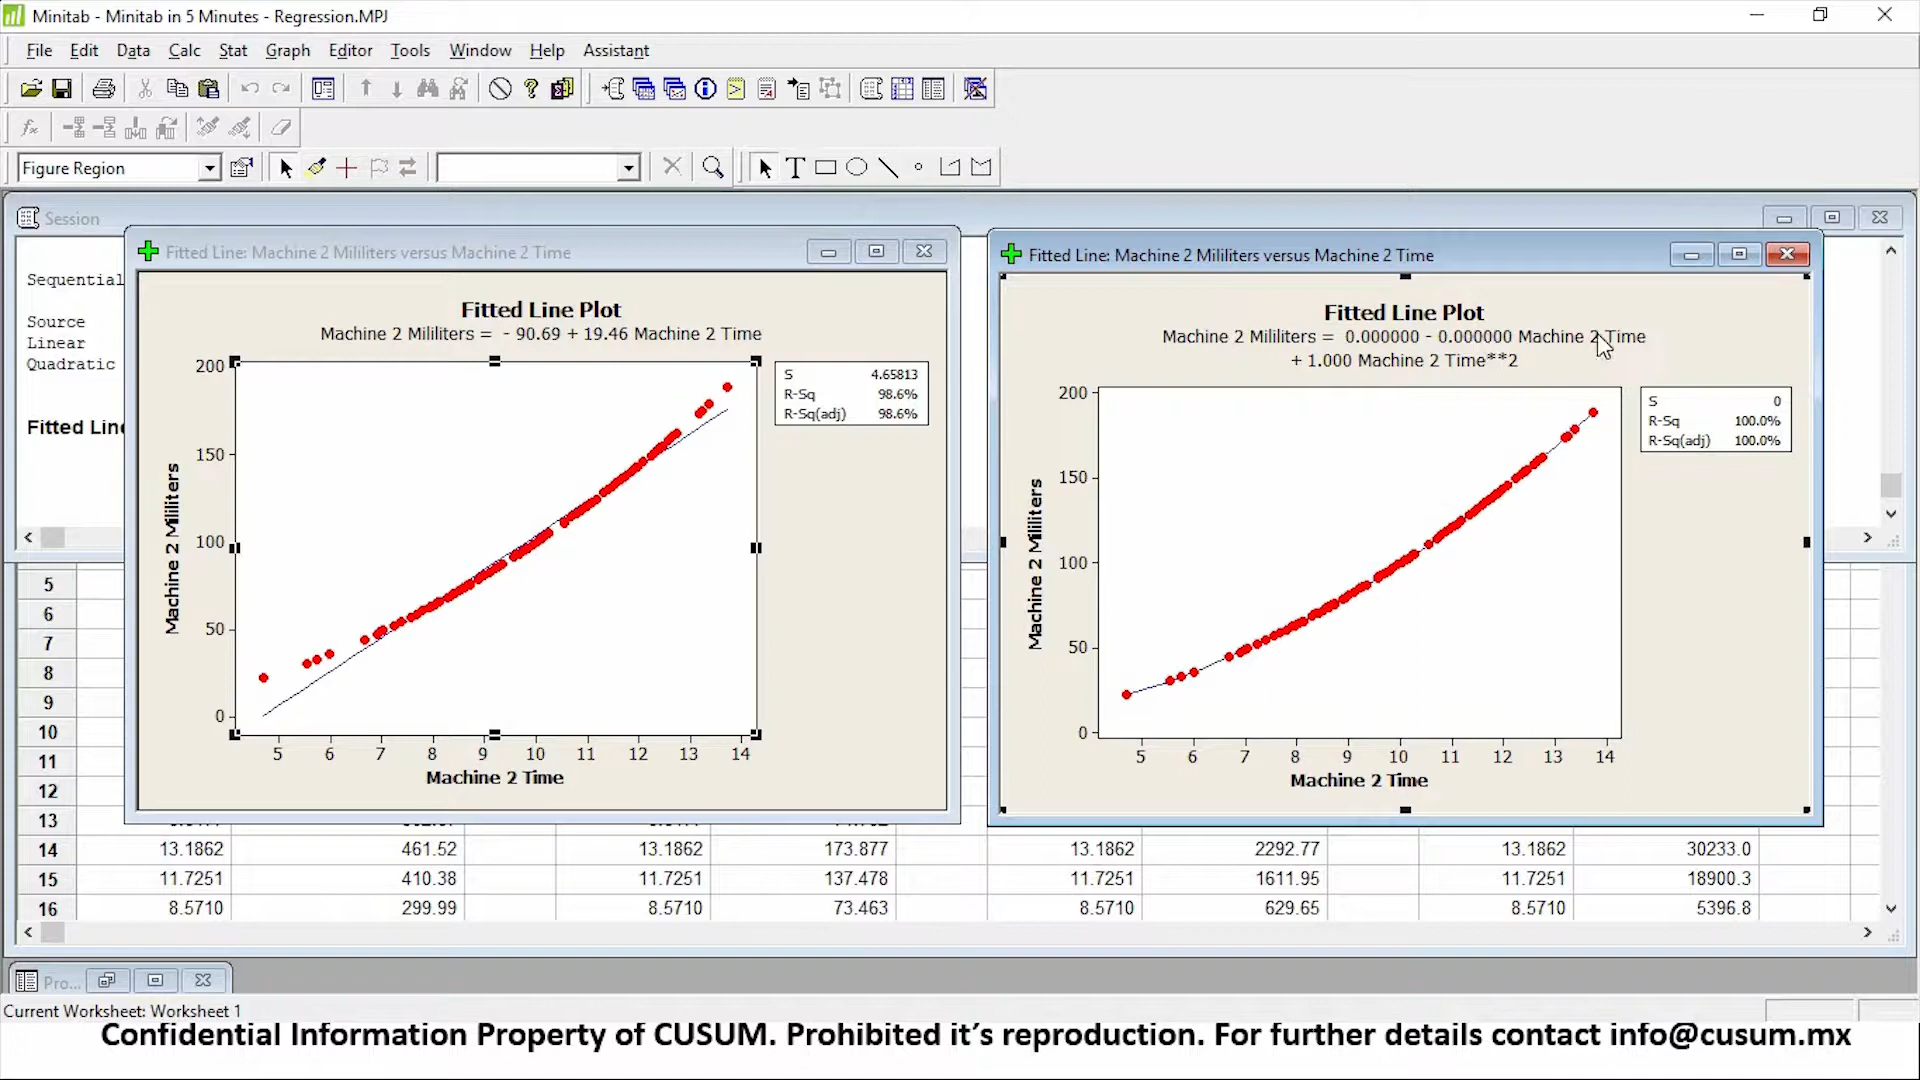 Minitab - Minitab in 5 Minutes - Regression.MPJ
File Edit Data Calc Stat Graph Editor Tools Window Help Assistant
Figure Region
Session
Sequential
Source
Linear
Quadratic
Fitted Line
Fitted Line: Machine 2 Mililiters versus Machine 2 Time
Fitted Line Plot
Machine 2 Mililiters = - 90.69 + 19.46 Machine 2 Time
S 4.65813
R-Sq 98.6%
R-Sq(adj) 98.6%
200
150
100
50
0
Machine 2 Mililiters
5 6 7 8 9 10 11 12 13 14
Machine 2 Time
Fitted Line: Machine 2 Mililiters versus Machine 2 Time
Fitted Line Plot
Machine 2 Mililiters = 0.000000 - 0.000000 Machine 2 Time
+ 1.000 Machine 2 Time**2
S 0
R-Sq 100.0%
R-Sq(adj) 100.0%
200
150
100
50
0
Machine 2 Mililiters
5 6 7 8 9 10 11 12 13 14
Machine 2 Time
5
6
7
8
9
10
11
12
13
14 13.1862 461.52 13.1862 173.877 13.1862 2292.77 13.1862 30233.0
15 11.7251 410.38 11.7251 137.478 11.7251 1611.95 11.7251 18900.3
16 8.5710 299.99 8.5710 73.463 8.5710 629.65 8.5710 5396.8
Pro...
Current Worksheet: Worksheet 1
Confidential Information Property of CUSUM. Prohibited it's reproduction. For further details contact info@cusum.mx